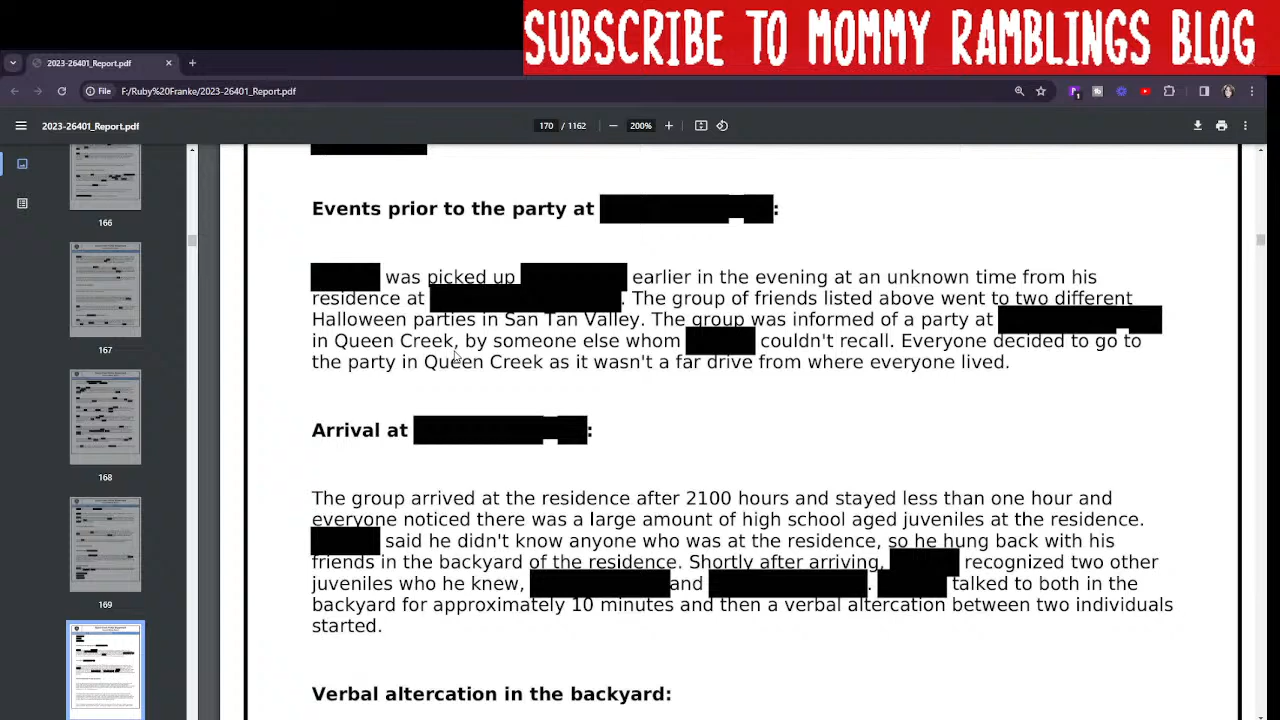 SUBSCRIBE TO MOMMY RAMBLINGS BLOG
2023-26401_Report.pdf
File F:/Ruby%20Franke/2023-26401_Report.pdf
2023-26401_Report.pdf
170 / 1162
200%
166
167
168
169
Events prior to the party at :
was picked up earlier in the evening at an unknown time from his
residence at . The group of friends listed above went to two different
Halloween parties in San Tan Valley. The group was informed of a party at
in Queen Creek, by someone else whom couldn't recall. Everyone decided to go to
the party in Queen Creek as it wasn't a far drive from where everyone lived.
Arrival at :
The group arrived at the residence after 2100 hours and stayed less than one hour and
everyone noticed there was a large amount of high school aged juveniles at the residence.
said he didn't know anyone who was at the residence, so he hung back with his
friends in the backyard of the residence. Shortly after arriving, recognized two other
juveniles who he knew, and . talked to both in the
backyard for approximately 10 minutes and then a verbal altercation between two individuals
started.
Verbal altercation in the backyard: